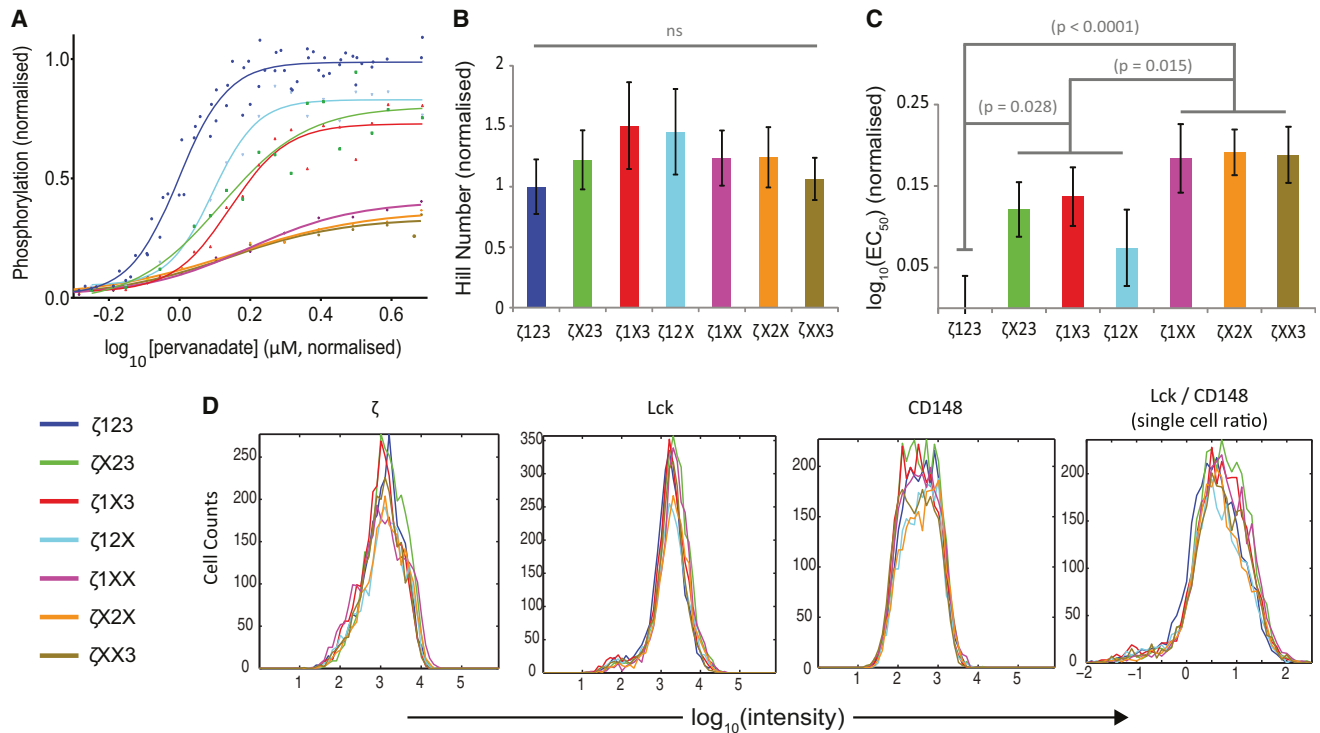 A
Phosphorylation (normalised)
1.0
0.5
0.0
-0.2
0.0
0.2
0.4
0.6
log10[pervanadate] (μM, normalised)
B
ns
Hill Number (normalised)
2
1.5
1
0.5
0
ζ123
ζX23
ζ1X3
ζ12X
ζ1XX
ζX2X
ζXX3
C
(p < 0.0001)
(p = 0.015)
(p = 0.028)
log10(EC50) (normalised)
0.25
0.15
0.05
ζ123
ζX23
ζ1X3
ζ12X
ζ1XX
ζX2X
ζXX3
ζ123
ζX23
ζ1X3
ζ12X
ζ1XX
ζX2X
ζXX3
D
ζ
Cell Counts
250
200
150
100
50
0
1
2
3
4
5
Lck
350
300
250
200
150
100
50
0
1
2
3
4
5
CD148
200
150
100
50
0
1
2
3
4
5
Lck / CD148
(single cell ratio)
200
150
100
50
0
−2
−1
0
1
2
log10(intensity)